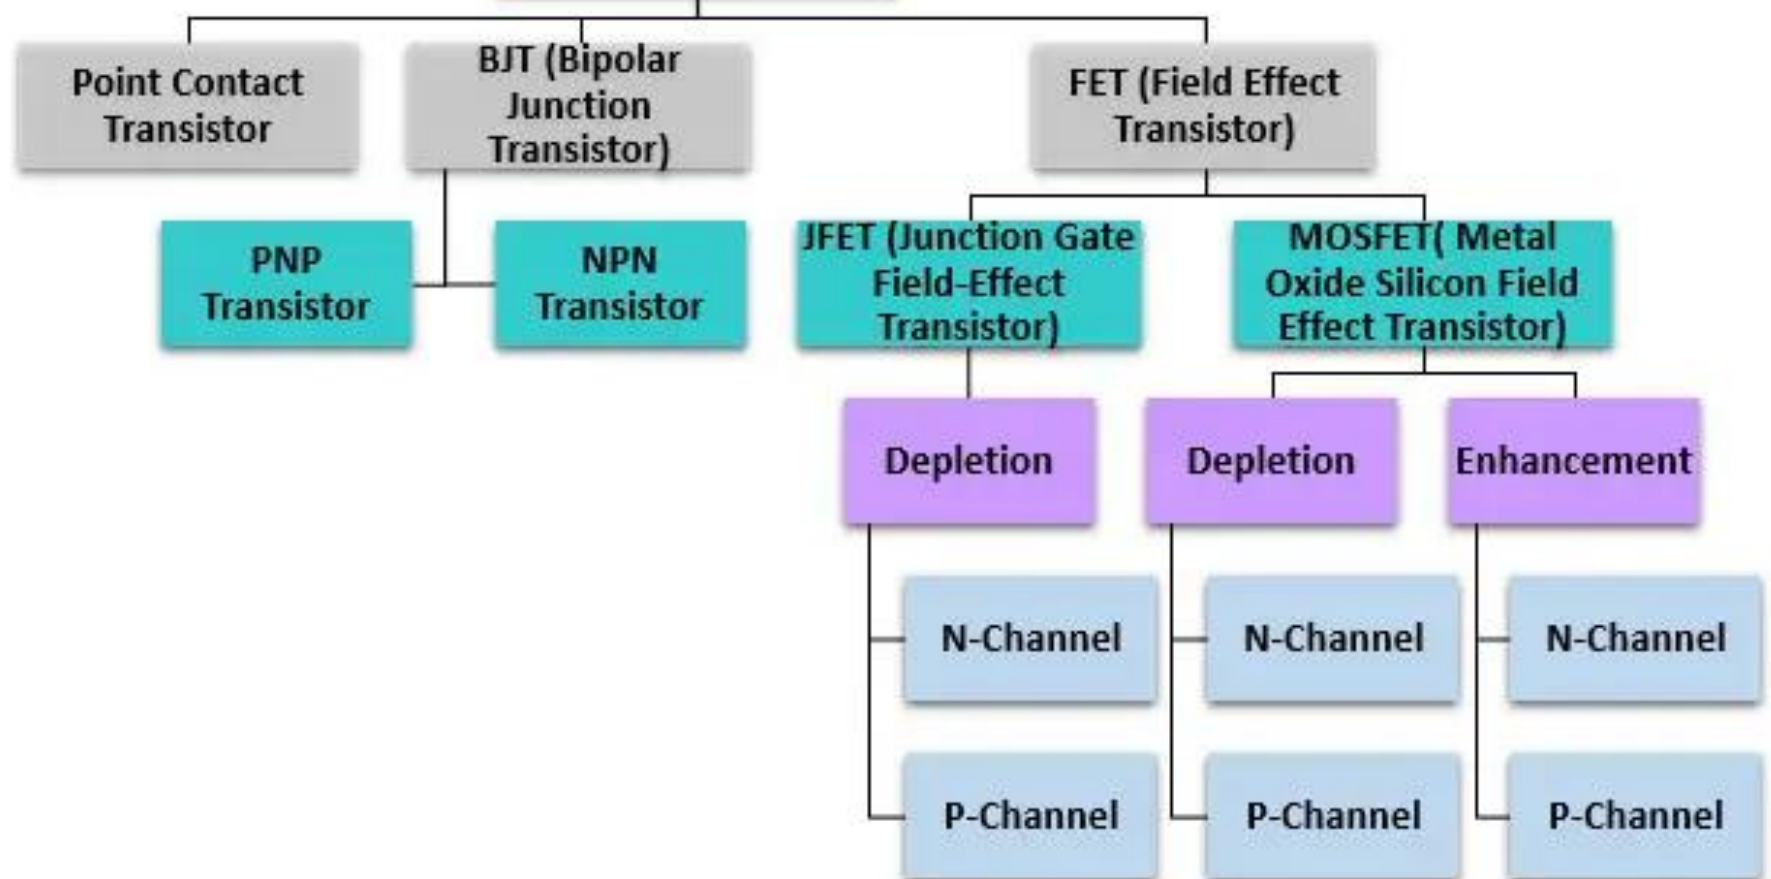 Point Contact
Transistor
BJT (Bipolar
Junction
Transistor)
FET (Field Effect
Transistor)
PNP
Transistor
NPN
Transistor
JFET (Junction Gate
Field-Effect
Transistor)
MOSFET( Metal
Oxide Silicon Field
Effect Transistor)
Depletion
Depletion
Enhancement
N-Channel
N-Channel
N-Channel
P-Channel
P-Channel
P-Channel